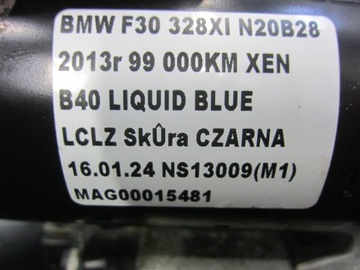 BMW F30 328XI N20B28
2013r 99 000KM XEN
B40 LIQUID BLUE
LCLZ SkÛra CZARNA
16.01.24 NS13009(M1)
MAG00015481